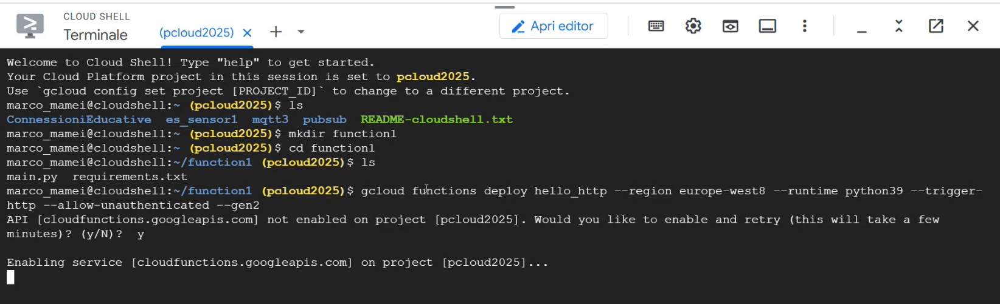 CLOUD SHELL
Terminale
(pcloud2025)
Apri editor
Welcome to Cloud Shell! Type "help" to get started.
Your Cloud Platform project in this session is set to pcloud2025.
Use `gcloud config set project [PROJECT_ID]` to change to a different project.
marco_mamei@cloudshell:~ (pcloud2025)$ ls
ConnessioniEducative es_sensor1 mqtt3 pubsub README-cloudshell.txt
marco_mamei@cloudshell:~ (pcloud2025)$ mkdir function1
marco_mamei@cloudshell:~ (pcloud2025)$ cd function1
marco_mamei@cloudshell:~/function1 (pcloud2025)$ ls
main.py requirements.txt
marco_mamei@cloudshell:~/function1 (pcloud2025)$ gcloud functions deploy hello_http --region europe-west8 --runtime python39 --trigger-
http --allow-unauthenticated --gen2
API [cloudfunctions.googleapis.com] not enabled on project [pcloud2025]. Would you like to enable and retry (this will take a few
minutes)? (y/N)? y
Enabling service [cloudfunctions.googleapis.com] on project [pcloud2025]...